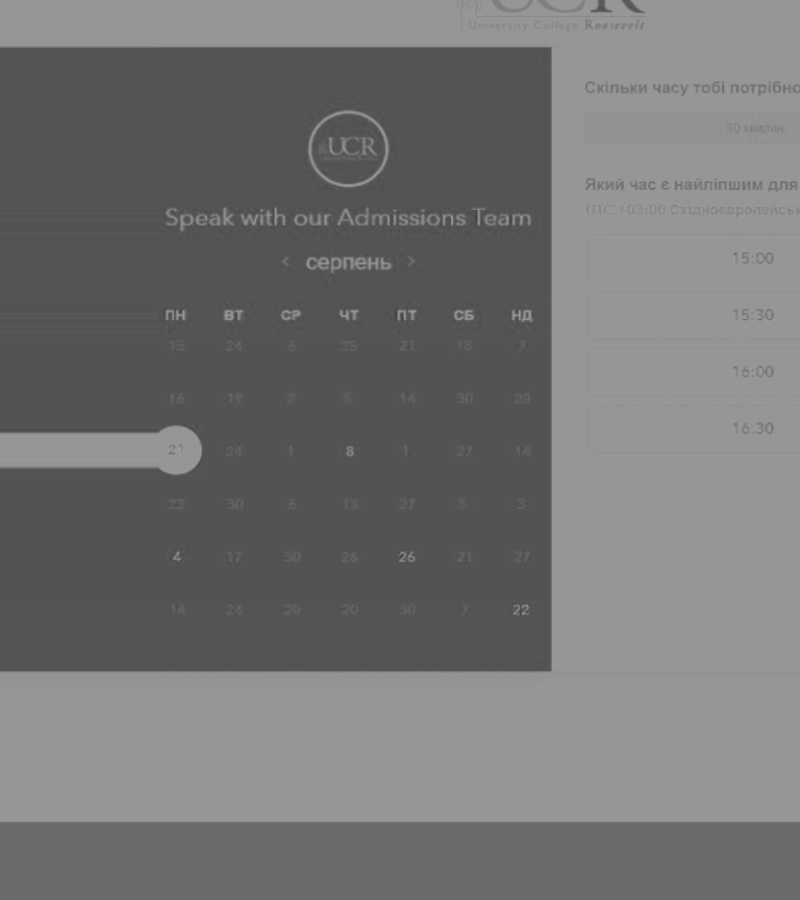 UCR
University College Roosevelt
UCR
Speak with our Admissions Team
< серпень >
ПН ВТ СР ЧТ ПТ СБ НД
15 24 6 25 21 18 7
16 19 2 5 14 30 25
21 24 1 8 1 27 14
23 30 6 13 27 5 3
4 17 30 26 26 21 27
14 24 20 20 30 7 22
Скільки часу тобі потрібно
30 хвилин
Який час є найліпшим для
UTC +03:00 Східноєвропейськ
15:00
15:30
16:00
16:30